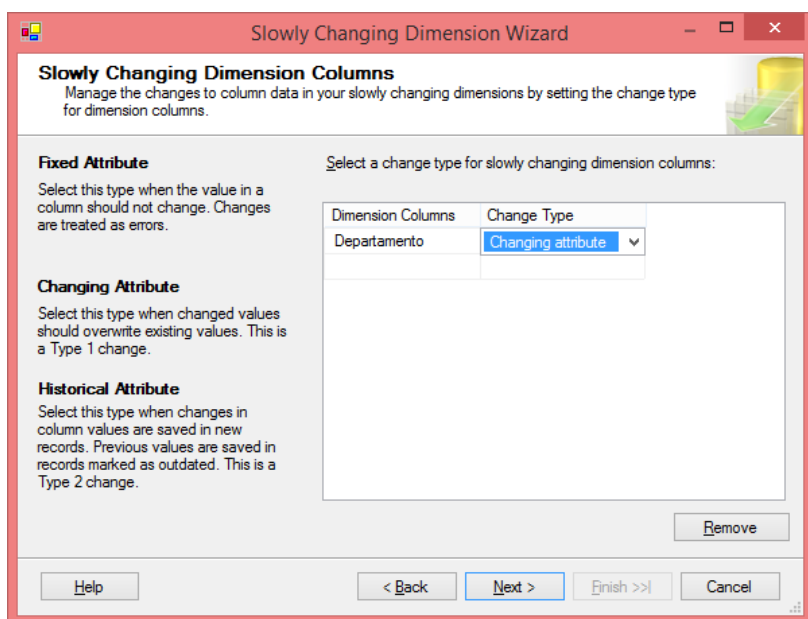 Slowly Changing Dimension Wizard
Slowly Changing Dimension Columns
Manage the changes to column data in your slowly changing dimensions by setting the change type
for dimension columns.
Fixed Attribute
Select this type when the value in a
column should not change. Changes
are treated as errors.
Changing Attribute
Select this type when changed values
should overwrite existing values. This is
a Type 1 change.
Historical Attribute
Select this type when changes in
column values are saved in new
records. Previous values are saved in
records marked as outdated. This is a
Type 2 change.
Select a change type for slowly changing dimension columns:
Dimension Columns Change Type
Departamento Changing attribute
Remove
Help < Back Next > Finish >>| Cancel